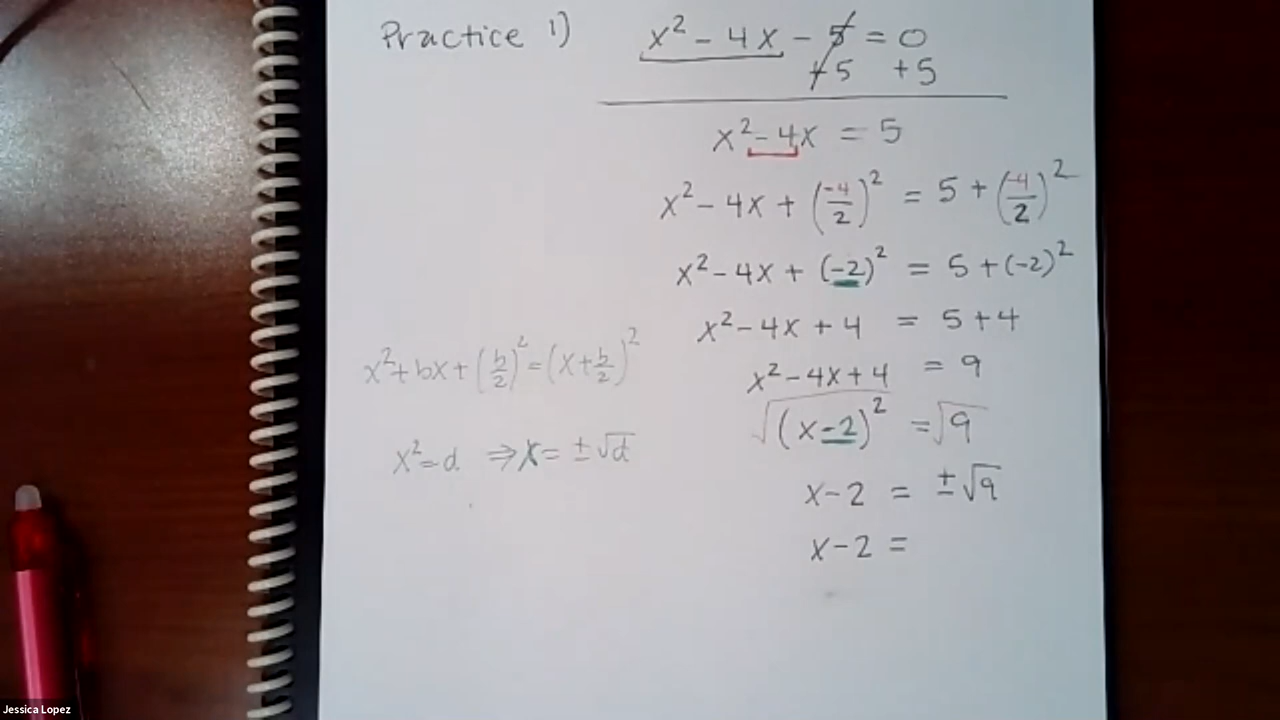 Practice 1) x² - 4x - 5 = 0
+5 +5
x² - 4x = 5
x² - 4x + (-4/2)² = 5 + (-4/2)²
x² - 4x + (-2)² = 5 + (-2)²
x² - 4x + 4 = 5 + 4
x² - 4x + 4 = 9
√(x - 2)² = √9
x - 2 = ±√9
x - 2 =
x² + bx + (b/2)² = (x + b/2)²
x² = d ⇒ x = ±√d
Jessica Lopez